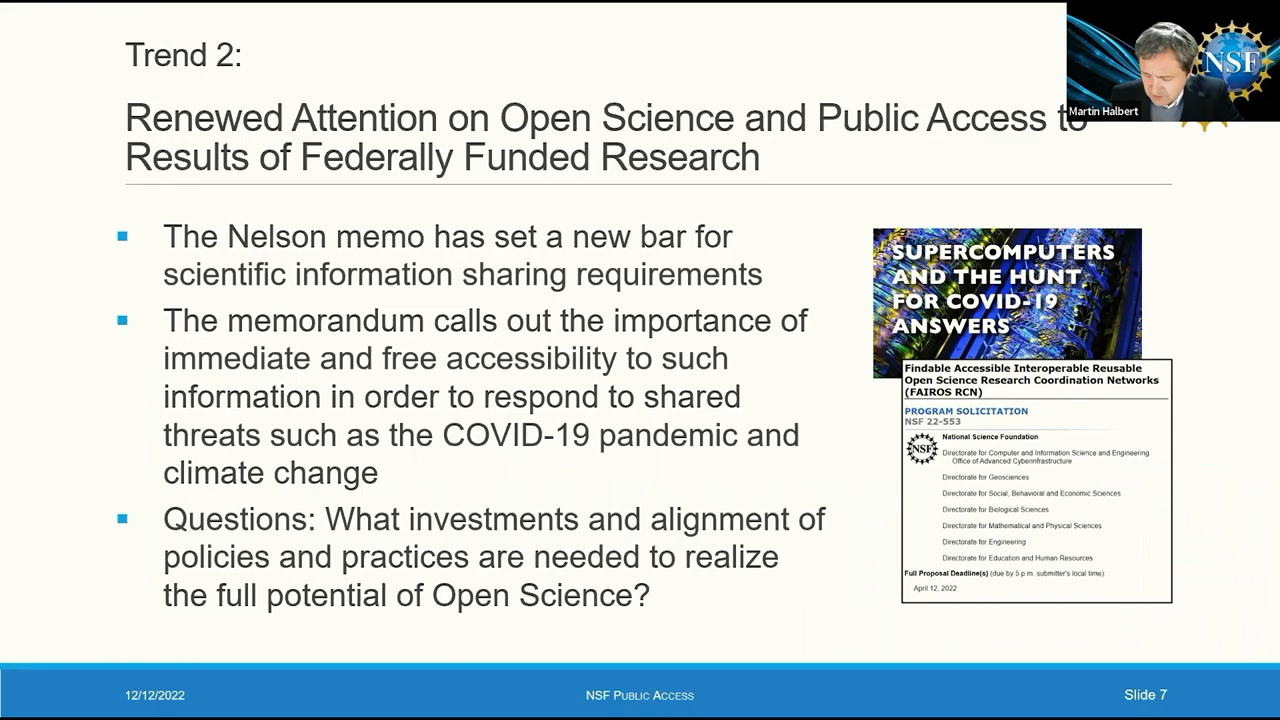 Trend 2:
Renewed Attention on Open Science and Public Access to
Results of Federally Funded Research
NSF
Martin Halbert
▪ The Nelson memo has set a new bar for
scientific information sharing requirements
▪ The memorandum calls out the importance of
immediate and free accessibility to such
information in order to respond to shared
threats such as the COVID-19 pandemic and
climate change
▪ Questions: What investments and alignment of
policies and practices are needed to realize
the full potential of Open Science?
SUPERCOMPUTERS
AND THE HUNT
FOR COVID-19
ANSWERS
Findable Accessible Interoperable Reusable
Open Science Research Coordination Networks
(FAIROS RCN)
PROGRAM SOLICITATION
NSF 22-553
NSF
National Science Foundation
Directorate for Computer and Information Science and Engineering
Office of Advanced Cyberinfrastructure
Directorate for Geosciences
Directorate for Social, Behavioral and Economic Sciences
Directorate for Biological Sciences
Directorate for Mathematical and Physical Sciences
Directorate for Engineering
Directorate for Education and Human Resources
Full Proposal Deadline(s) (due by 5 p.m. submitter's local time)
April 12, 2022
12/12/2022
NSF Public Access
Slide 7